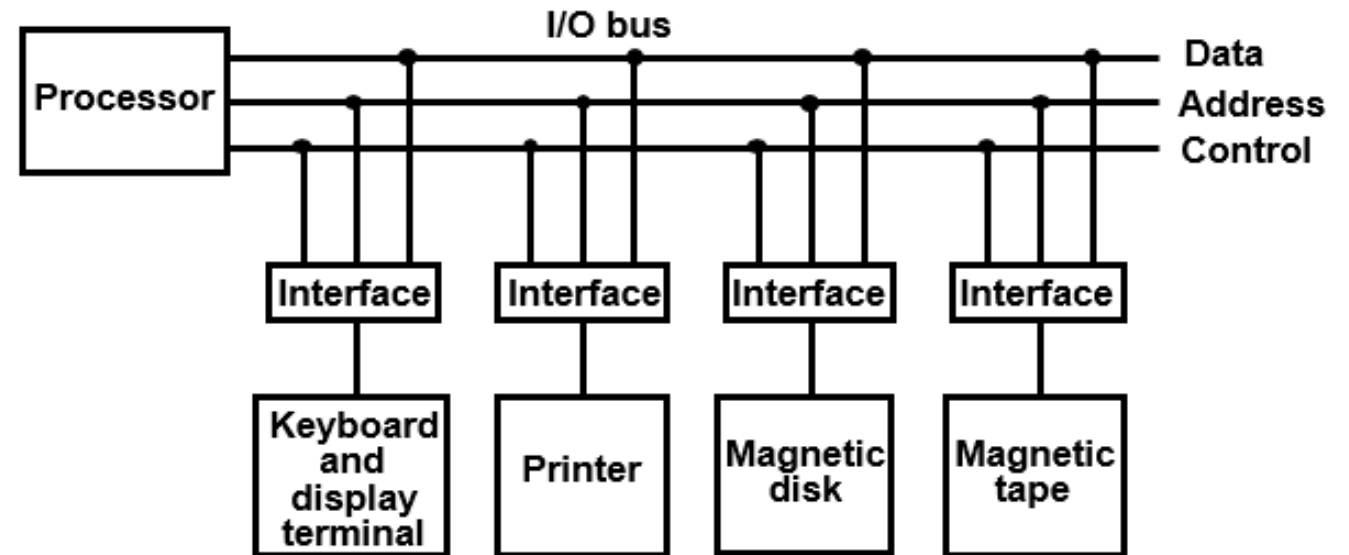 I/O bus
Processor
Data
Address
Control
Interface
Interface
Interface
Interface
Keyboard
and
display
terminal
Printer
Magnetic
disk
Magnetic
tape